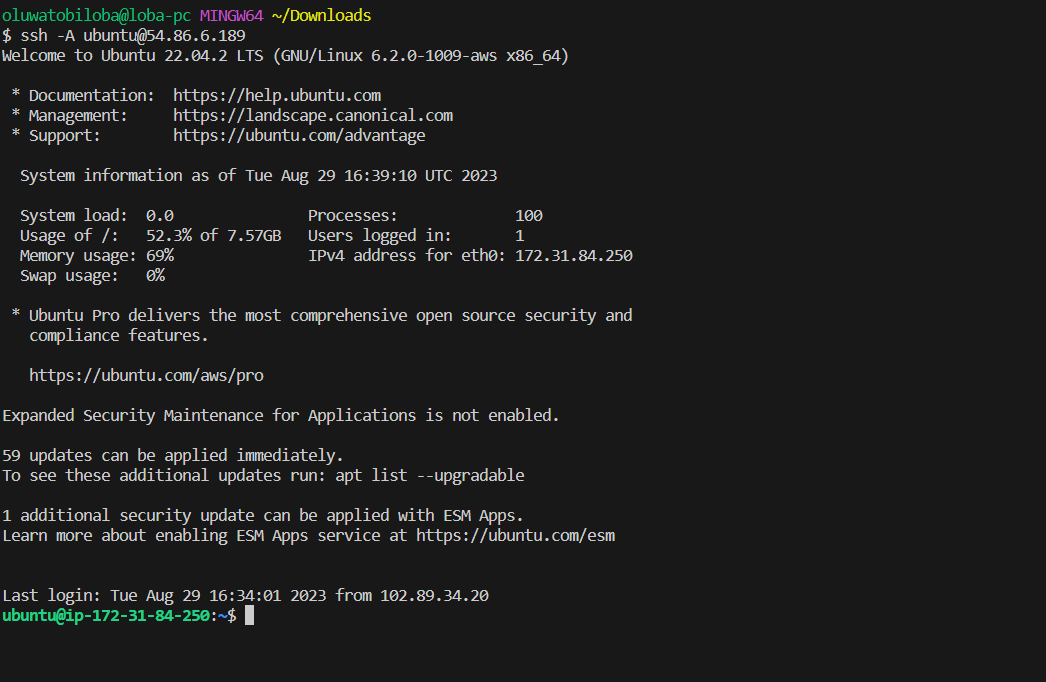 oluwatobiloba@loba-pc MINGW64 ~/Downloads
$ ssh -A ubuntu@54.86.6.189
Welcome to Ubuntu 22.04.2 LTS (GNU/Linux 6.2.0-1009-aws x86_64)
* Documentation:  https://help.ubuntu.com
* Management:     https://landscape.canonical.com
* Support:        https://ubuntu.com/advantage
System information as of Tue Aug 29 16:39:10 UTC 2023
System load:  0.0               Processes:             100
Usage of /:   52.3% of 7.57GB   Users logged in:       1
Memory usage: 69%               IPv4 address for eth0: 172.31.84.250
Swap usage:   0%
* Ubuntu Pro delivers the most comprehensive open source security and
compliance features.
https://ubuntu.com/aws/pro
Expanded Security Maintenance for Applications is not enabled.
59 updates can be applied immediately.
To see these additional updates run: apt list --upgradable
1 additional security update can be applied with ESM Apps.
Learn more about enabling ESM Apps service at https://ubuntu.com/esm
Last login: Tue Aug 29 16:34:01 2023 from 102.89.34.20
ubuntu@ip-172-31-84-250:~$